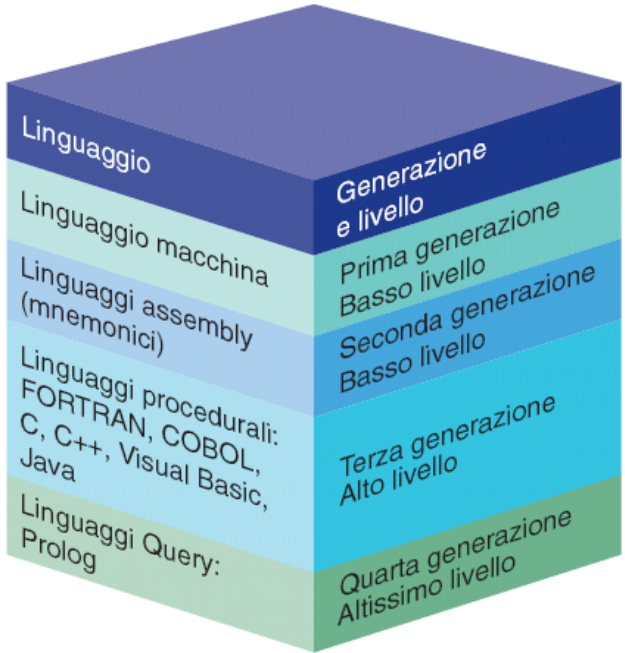 Linguaggio
Generazione
e livello
Linguaggio macchina
Prima generazione
Basso livello
Linguaggi assembly
(mnemonici)
Seconda generazione
Basso livello
Linguaggi procedurali:
FORTRAN, COBOL,
C, C++, Visual Basic,
Java
Terza generazione
Alto livello
Linguaggi Query:
Prolog
Quarta generazione
Altissimo livello